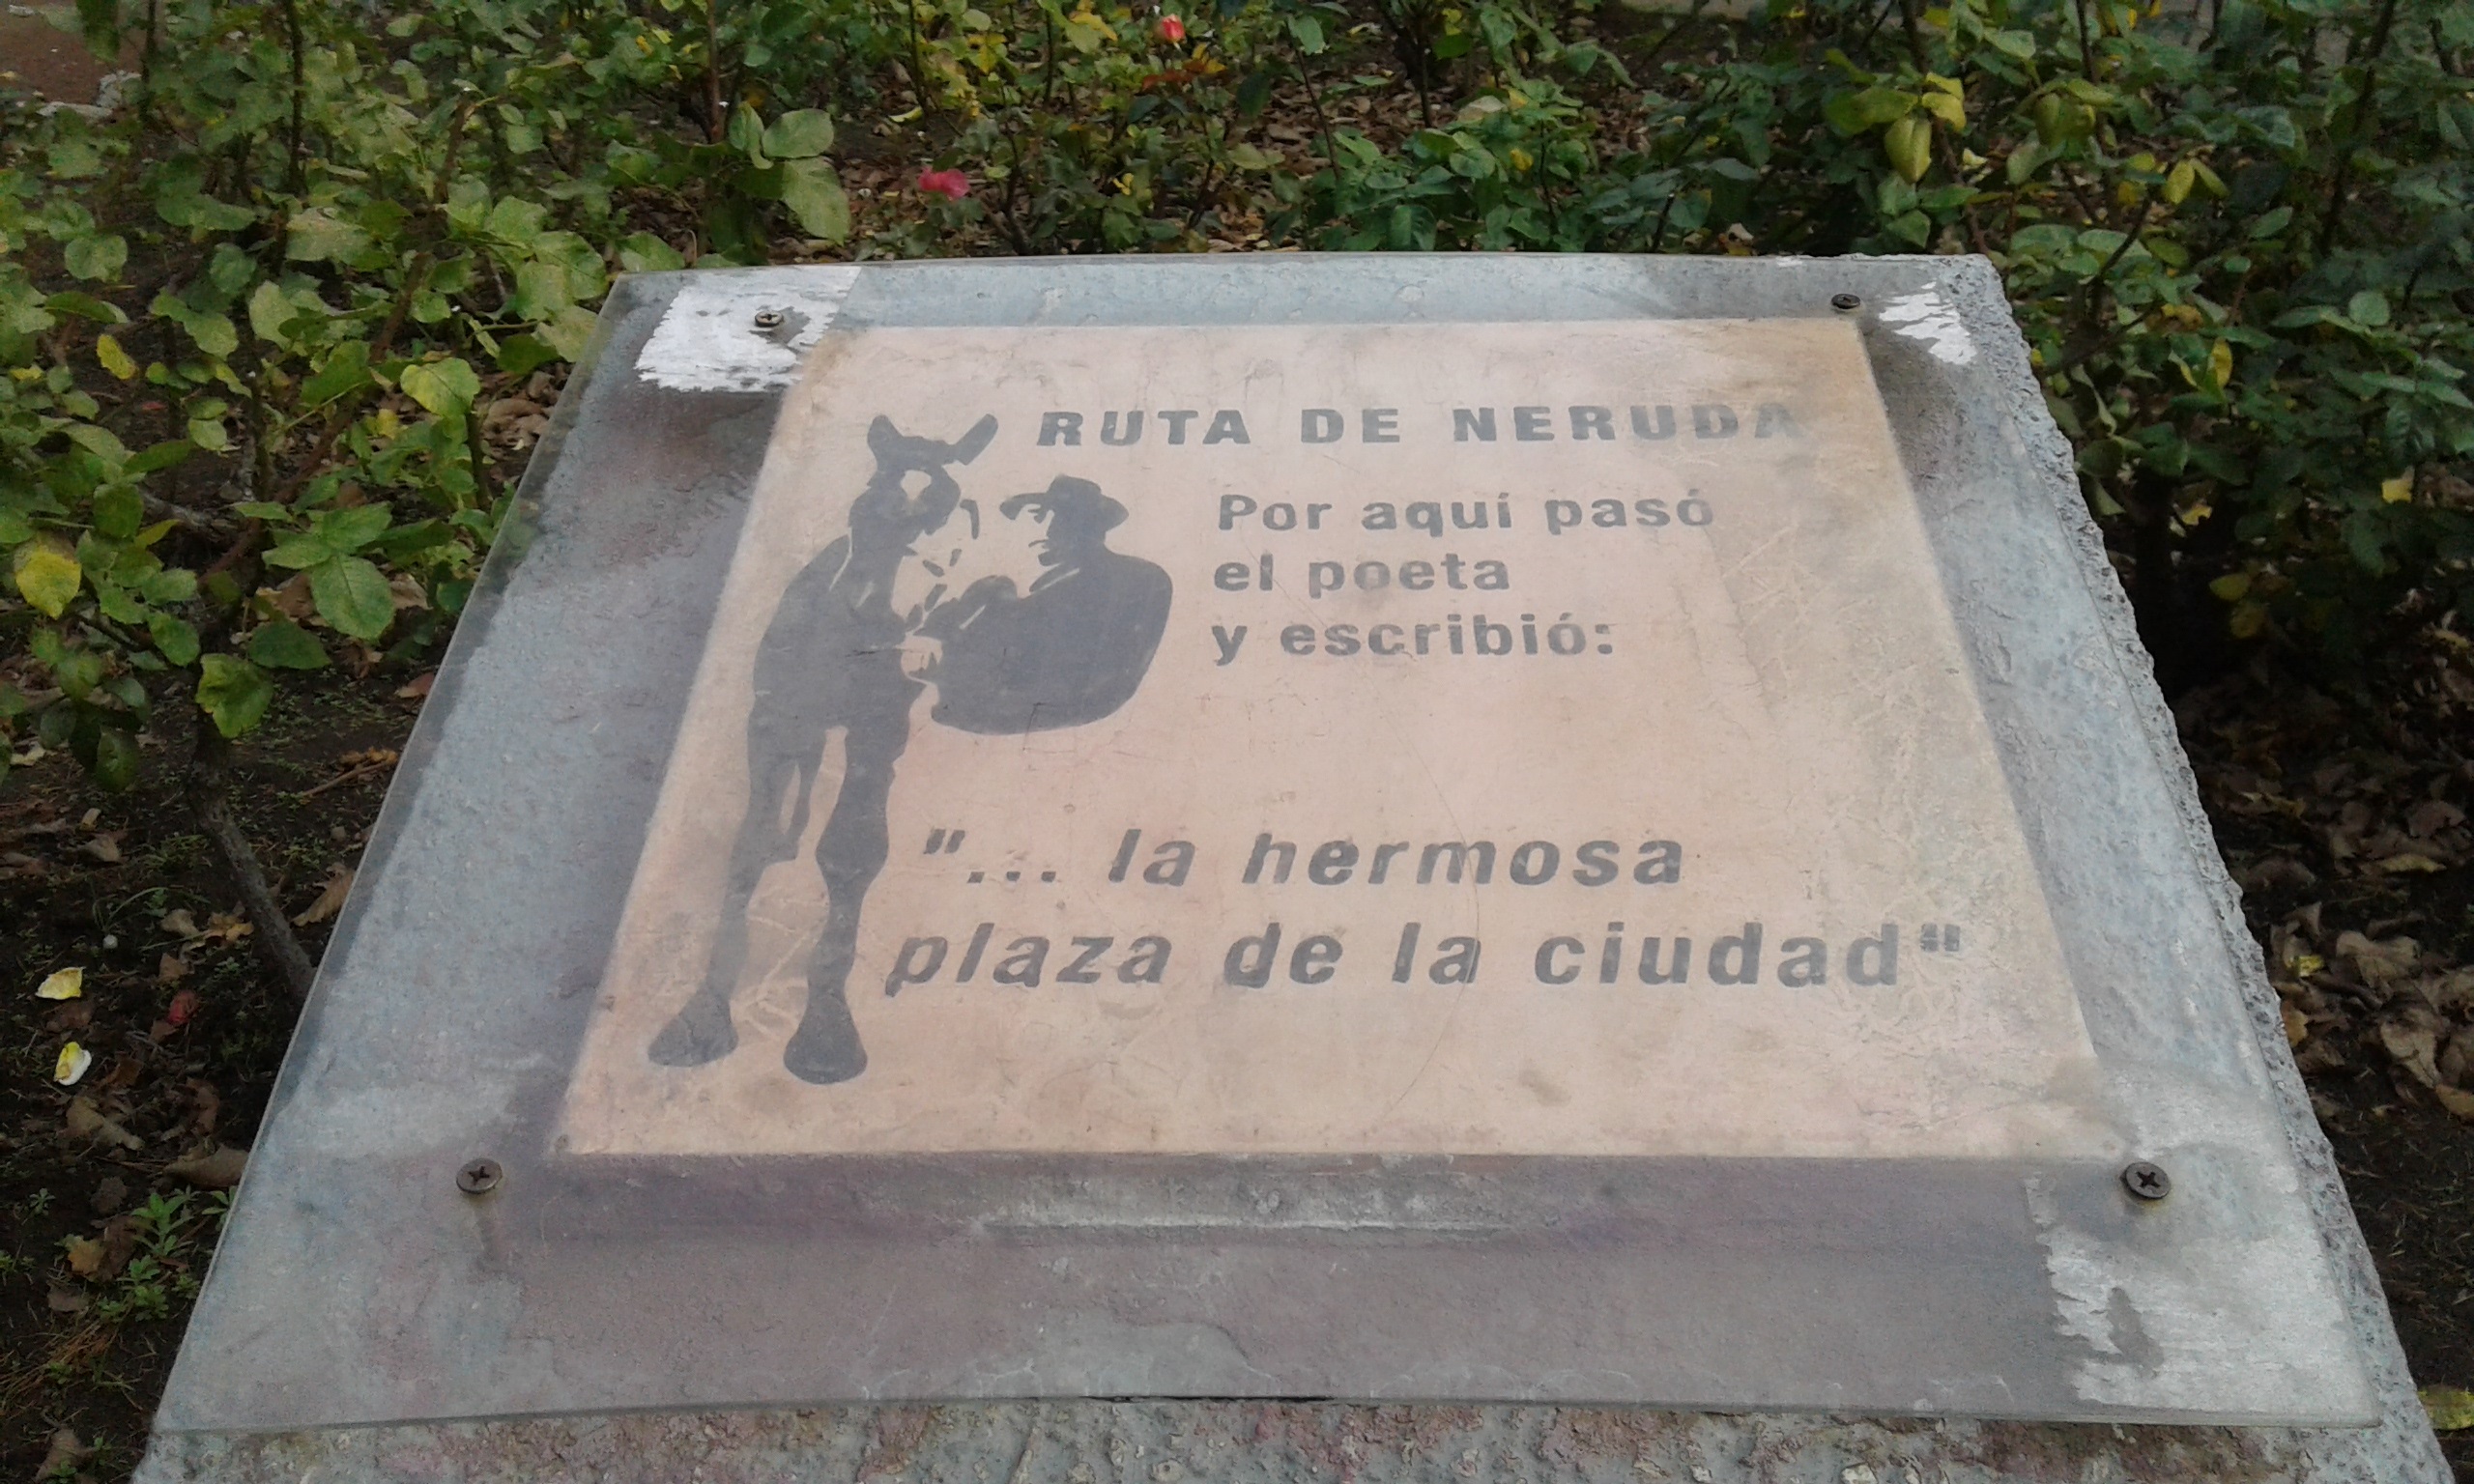 RUTA DE NERUDA
Por aquí pasó
el poeta
y escribió:
"... la hermosa
plaza de la ciudad"